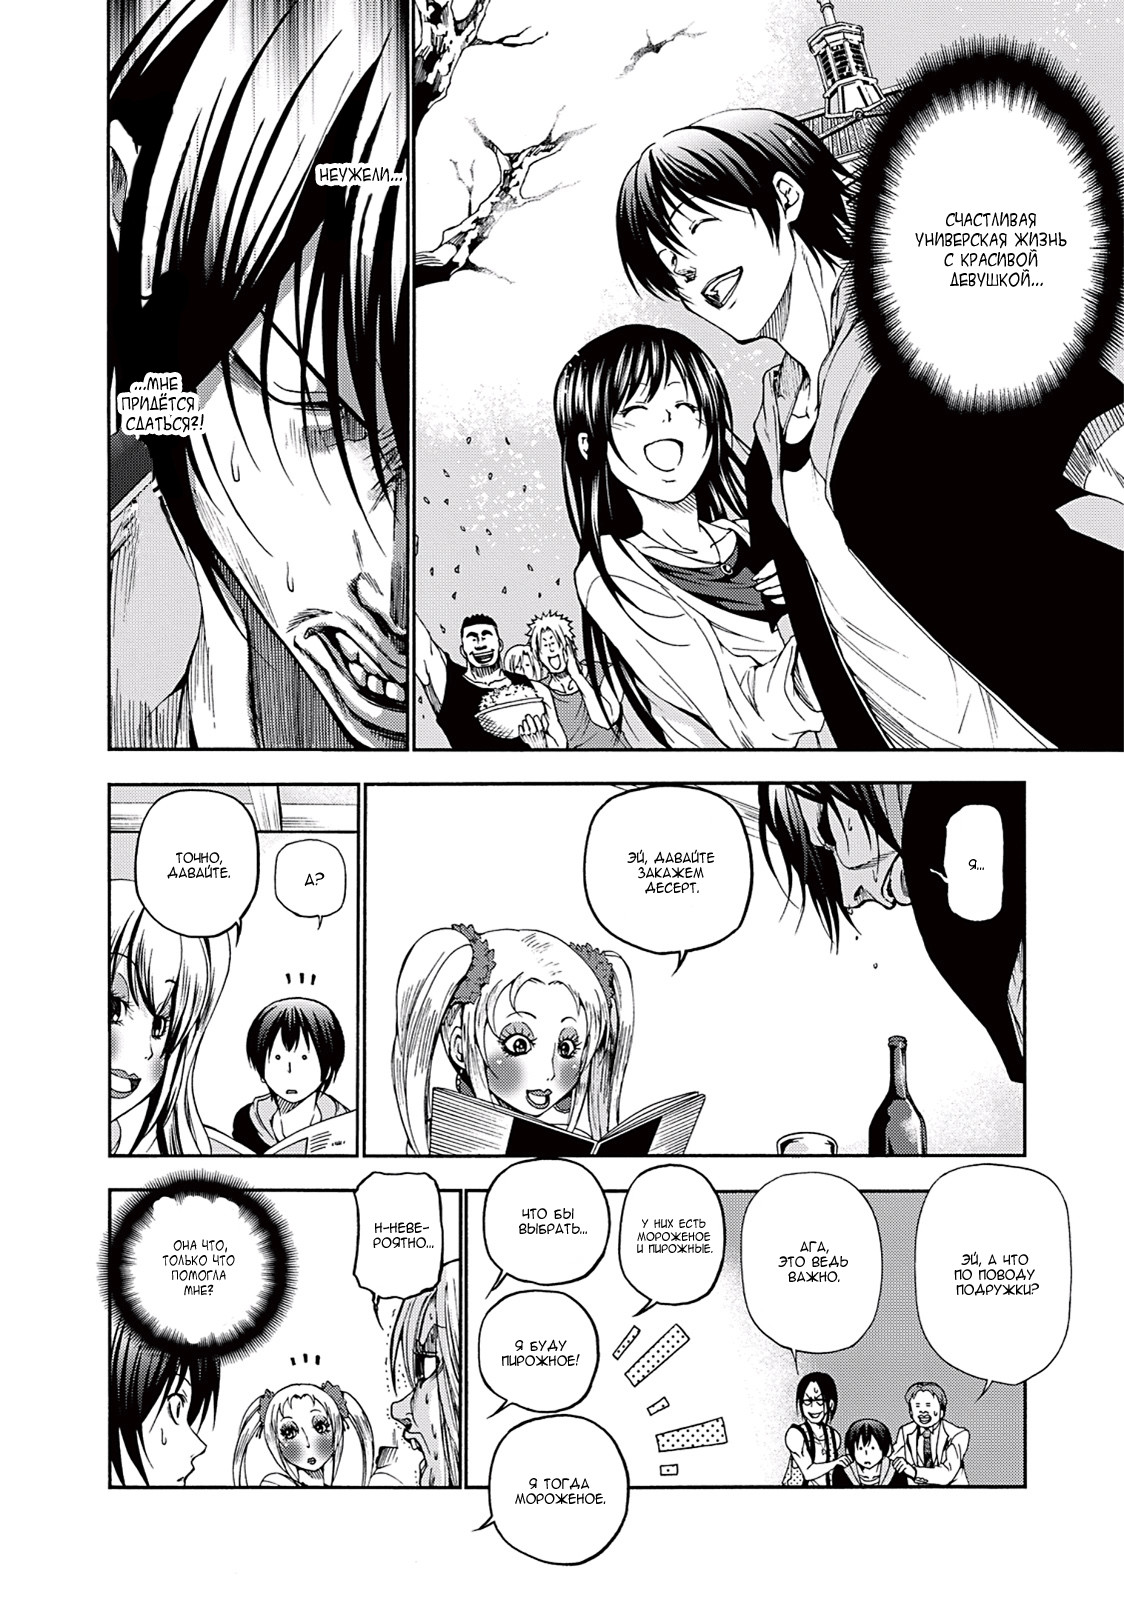 СЧАСТЛИВАЯ
УНИВЕРСКАЯ ЖИЗНЬ
С КРАСИВОЙ
ДЕВУШКОЙ...
НЕУЖЕЛИ...
...МНЕ
ПРИДЁТСЯ
СДАТЬСЯ?!
Я...
ЭЙ, ДАВАЙТЕ
ЗАКАЖЕМ
ДЕСЕРТ.
А?
ТОЧНО,
ДАВАЙТЕ.
ЭЙ, А ЧТО
ПО ПОВОДУ
ПОДРУЖКИ?
АГА,
ЭТО ВЕДЬ
ВАЖНО.
У НИХ ЕСТЬ
МОРОЖЕНОЕ
И ПИРОЖНЫЕ.
ЧТО БЫ
ВЫБРАТЬ...
Я БУДУ
ПИРОЖНОЕ!
Я ТОГДА
МОРОЖЕНОЕ.
Н-НЕВЕ-
РОЯТНО...
ОНА ЧТО,
ТОЛЬКО ЧТО
ПОМОГЛА
МНЕ?